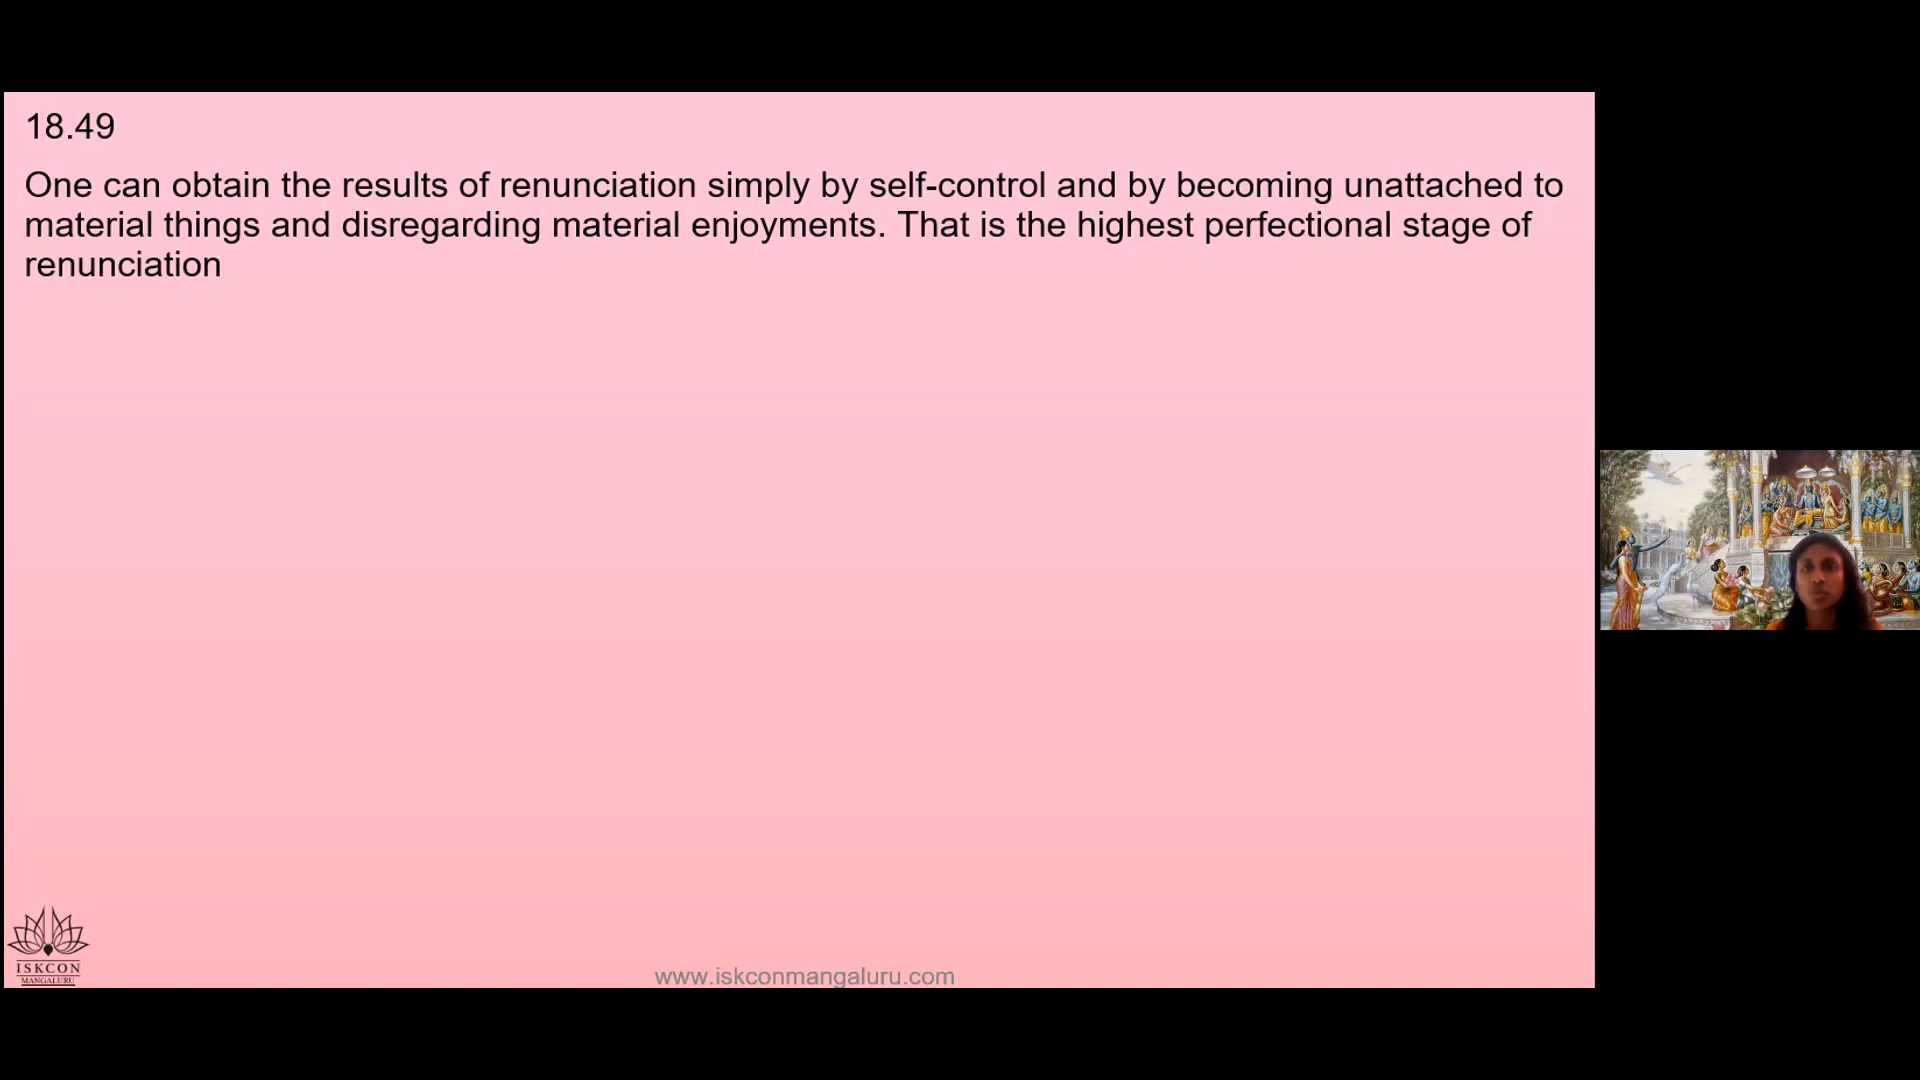 18.49
One can obtain the results of renunciation simply by self-control and by becoming unattached to
material things and disregarding material enjoyments. That is the highest perfectional stage of
renunciation
ISKCON
MANGALURU
www.iskconmangaluru.com